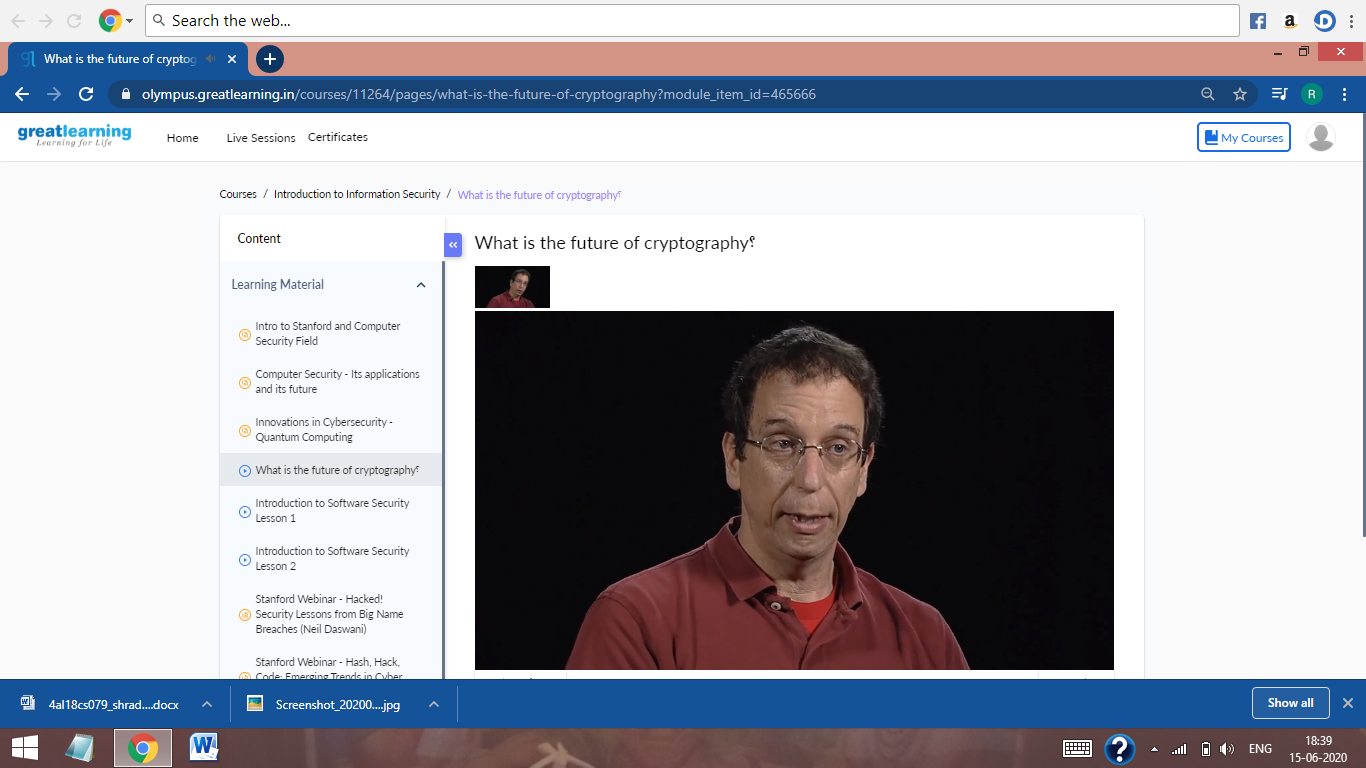 Search the web...
What is the future of cryptog
olympus.greatlearning.in/courses/11264/pages/what-is-the-future-of-cryptography?module_item_id=465666
R
greatlearning
Learning for Life
Home
Live Sessions
Certificates
My Courses
Courses / Introduction to Information Security / What is the future of cryptography؟
Content
Learning Material
Intro to Stanford and Computer
Security Field
Computer Security - Its applications
and its future
Innovations in Cybersecurity -
Quantum Computing
What is the future of cryptography؟
Introduction to Software Security
Lesson 1
Introduction to Software Security
Lesson 2
Stanford Webinar - Hacked!
Security Lessons from Big Name
Breaches (Neil Daswani)
Stanford Webinar - Hash, Hack,
Code: Emerging Trends in Cyber
What is the future of cryptography؟
4al18cs079_shrad....docx
Screenshot_20200....jpg
Show all
ENG
18:39
15-06-2020